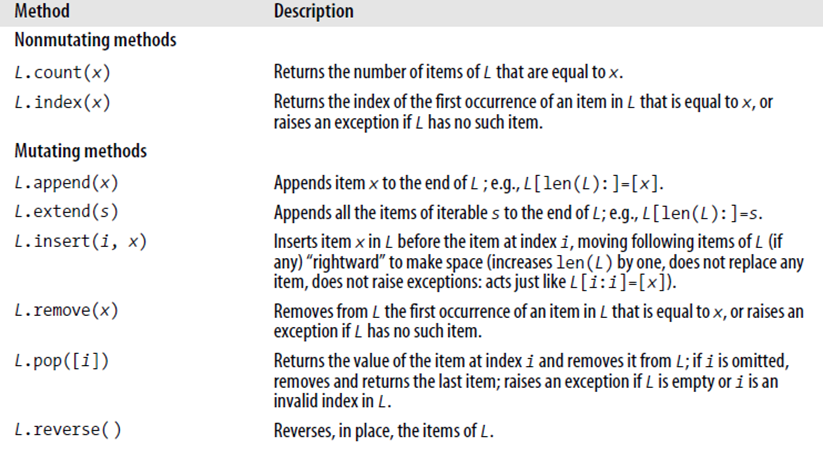 Method Description
Nonmutating methods
L.count(x) Returns the number of items of L that are equal to x.
L.index(x) Returns the index of the first occurrence of an item in L that is equal to x, or
raises an exception if L has no such item.
Mutating methods
L.append(x) Appends item x to the end of L ; e.g., L[len(L):]=[x].
L.extend(s) Appends all the items of iterable s to the end of L; e.g., L[len(L):]=s.
L.insert(i, x) Inserts item x in L before the item at index i, moving following items of L (if
any) “rightward” to make space (increases len(L) by one, does not replace any
item, does not raise exceptions: acts just like L[i:i]=[x]).
L.remove(x) Removes from L the first occurrence of an item in L that is equal to x, or raises an
exception if L has no such item.
L.pop([i]) Returns the value of the item at index i and removes it from L; if i is omitted,
removes and returns the last item; raises an exception if L is empty or i is an
invalid index in L.
L.reverse() Reverses, in place, the items of L.